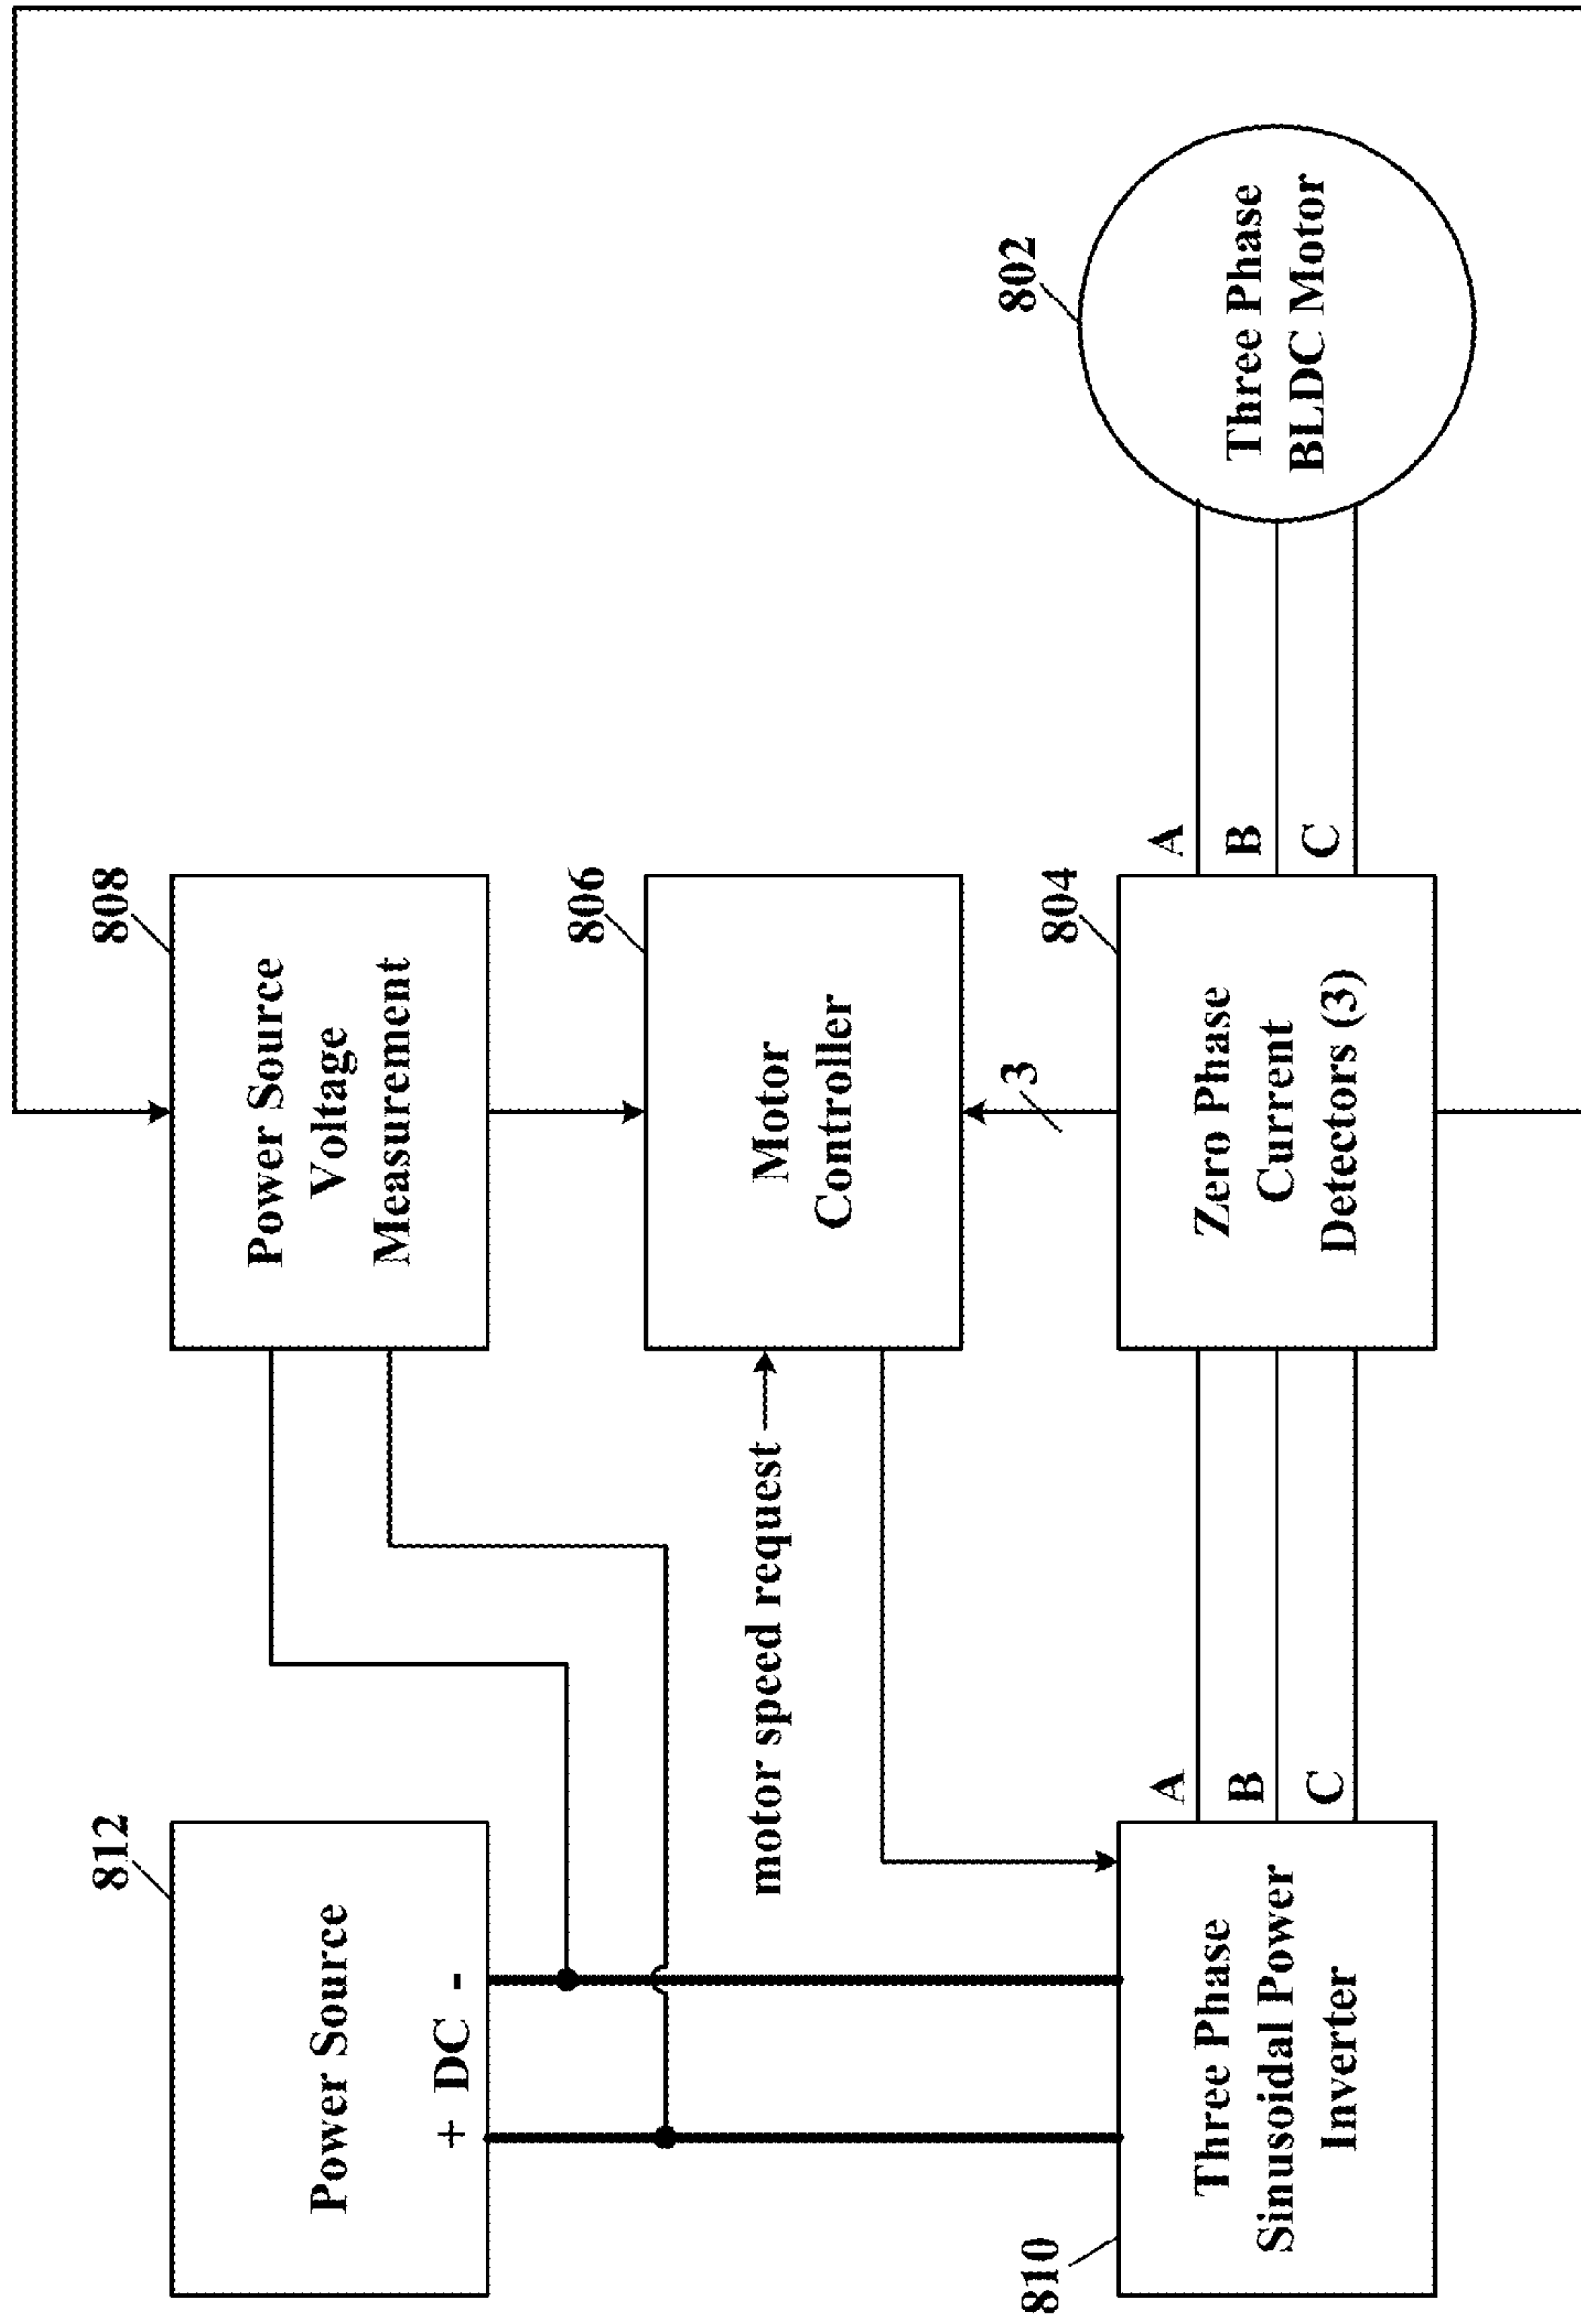 812
Power Source
+ DC -
808
Power Source
Voltage
Measurement
motor speed request
806
Motor
Controller
3
810
Three Phase
Sinusoidal Power
Inverter
A
B
C
804
Zero Phase
Current
Detectors (3)
A
B
C
802
Three Phase
BLDC Motor